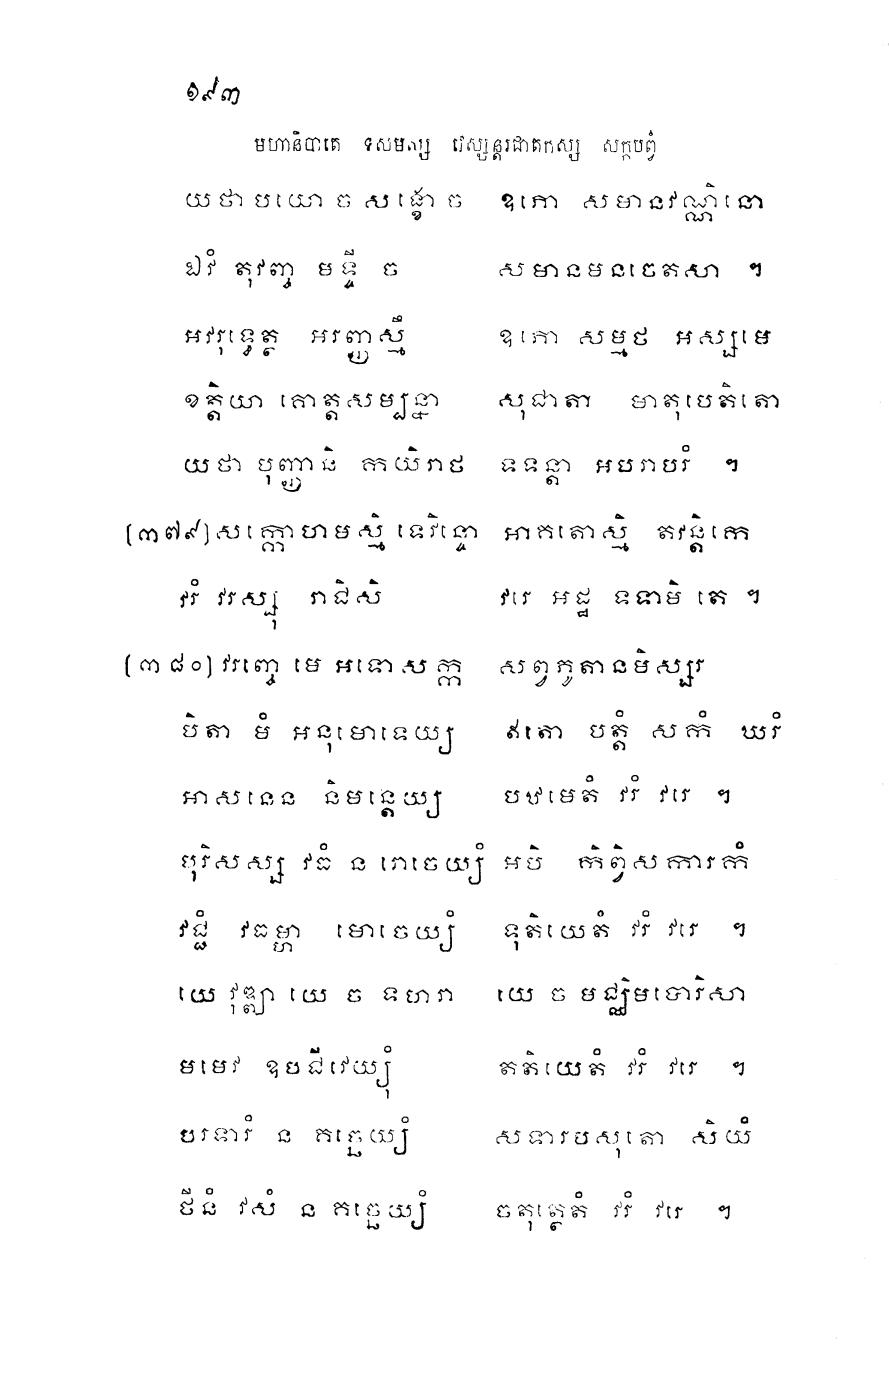 ១៩៣
មហានិបាតេ ទសមស្ស វេស្សន្តរជាតកស្ស សក្កបព្វំ
យថា បយោ ច សង្ខោ ច ឧភោ សមានវណ្ណិនោ
ឯវំ តុវញ្ច មទ្ទី ច សមានមនចេតសា ។
អវរុទ្ធេត្ថ អរញ្ញស្មឹ ឧភោ សម្មថ អស្សមេ
ខត្តិយា គោត្តសម្បន្នា សុជាតា មាតុបេតិតោ
យថា បុញ្ញានិ កយិរាថ ទទន្តា អបរាបរំ ។
[៣៧៩] សក្កោហមស្មិ ទេវិន្ទោ អាគតោស្មិ តវន្តិកេ
វរំ វរស្សុ រាជិសិ វរេ អដ្ឋ ទទាមិ តេ ។
[៣៨០] វរញ្ចេ មេ អទោ សក្ក សព្វភូតានមិស្សរ
បិតា មំ អនុមោទេយ្យ ឥតោ បត្តំ សកំ ឃរំ
អាសនេន និមន្តេយ្យ បឋមេតំ វរំ វរេ ។
បុរិសស្ស វធំ ន រោចេយ្យំ អបិ កិព្វិសការកំ
វជ្ឈំ វធម្ហា មោចេយ្យំ ទុតិយេតំ វរំ វរេ ។
យេ វុឌ្ឍា យេ ច ទហរា យេ ច មជ្ឈិមបោរិសា
មមេវ ឧបជីវេយ្យុំ តតិយេតំ វរំ វរេ ។
បរទារំ ន គច្ឆេយ្យំ សទារបសុតោ សិយំ
ថីនំ វសំ ន គច្ឆេយ្យំ ចតុត្ថេតំ វរំ វរេ ។